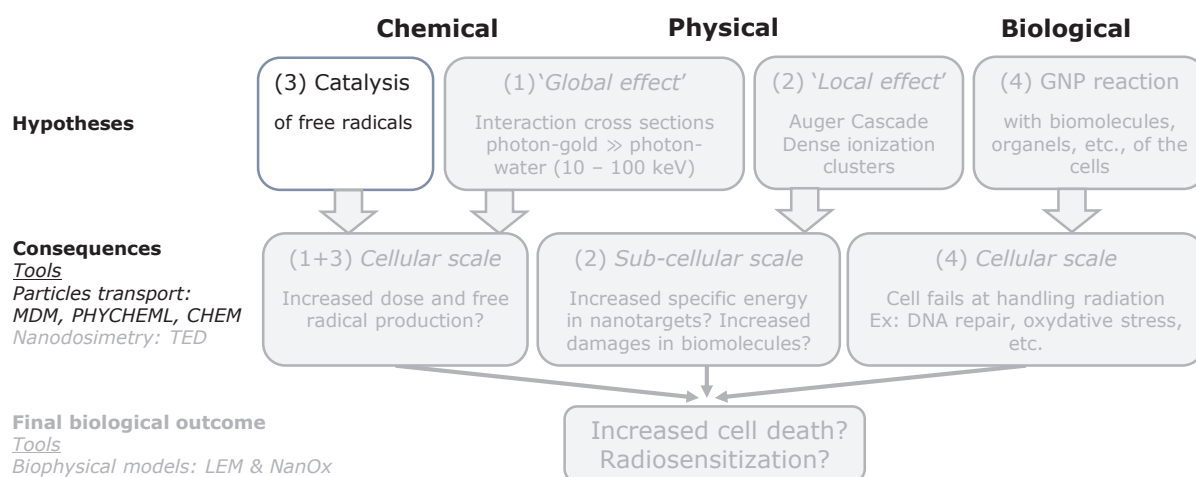 Chemical Physical Biological
Hypotheses
(3) Catalysis
of free radicals
(1) ‘Global effect’
Interaction cross sections
photon-gold ≫ photon-
water (10 – 100 keV)
(2) ‘Local effect’
Auger Cascade
Dense ionization
clusters
(4) GNP reaction
with biomolecules,
organels, etc., of the
cells
Consequences
Tools
Particles transport:
MDM, PHYCHEML, CHEM
Nanodosimetry: TED
(1+3) Cellular scale
Increased dose and free
radical production?
(2) Sub-cellular scale
Increased specific energy
in nanotargets? Increased
damages in biomolecules?
(4) Cellular scale
Cell fails at handling radiation
Ex: DNA repair, oxydative stress,
etc.
Final biological outcome
Tools
Biophysical models: LEM & NanOx
Increased cell death?
Radiosensitization?